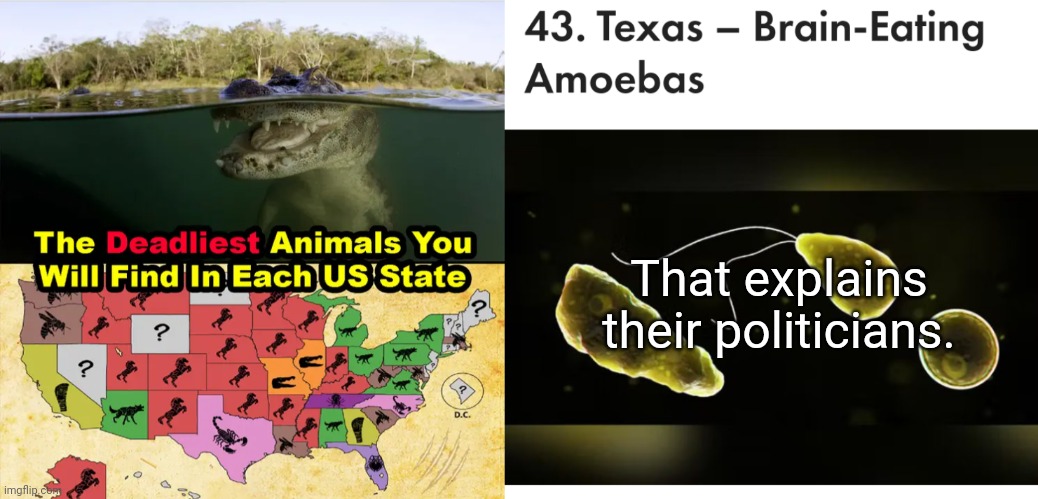 The Deadliest Animals You
Will Find In Each US State
?
?
?
?
?
?
D.C.
imgflip.com
43. Texas – Brain-Eating
Amoebas
That explains
their politicians.